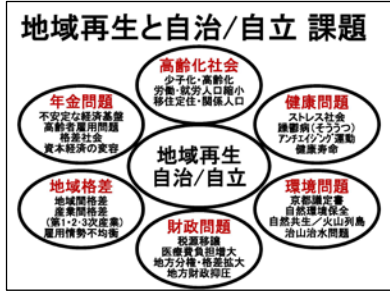 地域再生と自治/自立 課題
高齢化社会
少子化・高齢化
労働・就労人口縮小
移住定住・関係人口
年金問題
不安定な経済基盤
高齢者雇用問題
格差社会
資本経済の変容
健康問題
ストレス社会
躁鬱病(そううつ)
アンチエイジング運動
健康寿命
地域再生
自治/自立
地域格差
地域間格差
産業間格差
(第1・2・3次産業)
雇用情勢不均衡
環境問題
京都議定書
自然環境保全
自然共生/火山列島
治山治水問題
財政問題
税源移譲
医療費負担増大
地方分権・格差拡大
地方財政抑圧